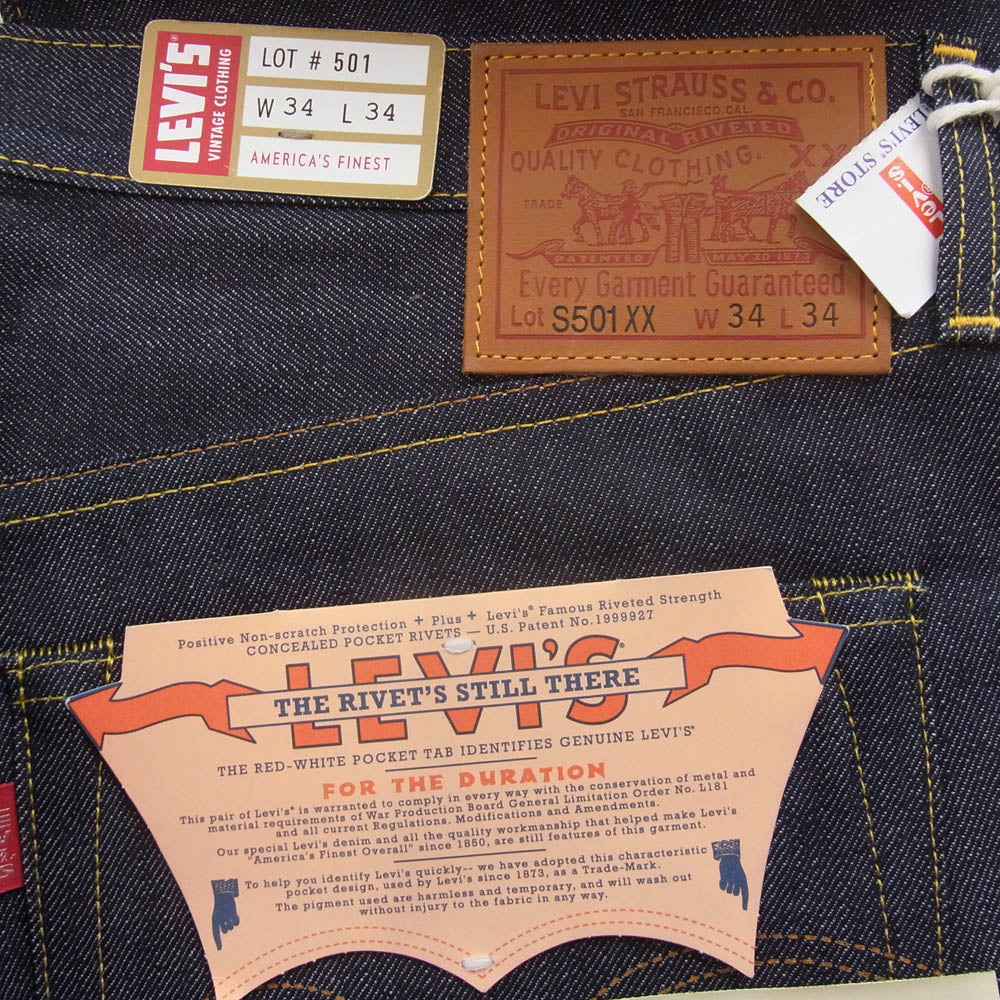 LEVI'S®
VINTAGE CLOTHING
LOT # 501
W 34 L 34
AMERICA'S FINEST
LEVI STRAUSS & CO.
SAN FRANCISCO, CAL.
ORIGINAL RIVETED
QUALITY CLOTHING. XX
TRADE
PATENTED MAY 20 1873
Every Garment Guaranteed
Lot S501XX W 34 L 34
LEVI'S® STORE
Levi's
Positive Non-scratch Protection + Plus + Levi's® Famous Riveted Strength
CONCEALED POCKET RIVETS — U.S. Patent No.1999927
LEVI'S®
THE RIVET'S STILL THERE
THE RED-WHITE POCKET TAB IDENTIFIES GENUINE LEVI'S®
FOR THE DURATION
This pair of Levi's® is warranted to comply in every way with the conservation of metal and
material requirements of War Production Board General Limitation Order No. L181
and all current Regulations. Modifications and Amendments.
Our special Levi's denim and all the quality workmanship that helped make Levi's
"America's Finest Overall" since 1850, are still features of this garment.
To help you identify Levi's quickly-- we have adopted this characteristic
pocket design, used by Levi's since 1873, as a Trade-Mark.
The pigment used are harmless and temporary, and will wash out
without injury to the fabric in any way.